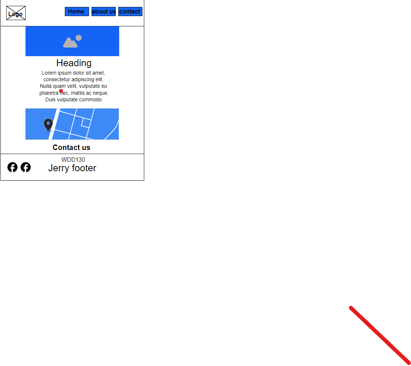 Logo
Home
about us
contact
Heading
Lorem ipsum dolor sit amet,
consectetur adipiscing elit.
Nulla quam velit, vulputate eu
pharetra nec, mattis ac neque.
Duis vulputate commodo
Contact us
WDD130
Jerry footer